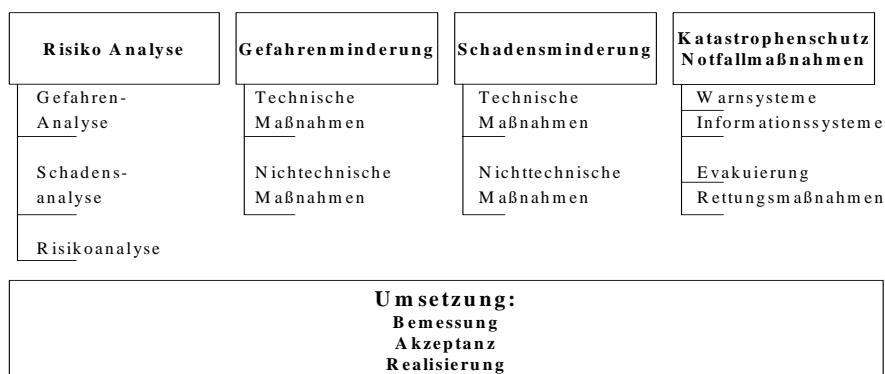 Risiko Analyse
Gefahren-
Analyse
Schadens-
analyse
Risikoanalyse
Gefahrenminderung
Technische
Maßnahmen
Nichtechnische
Maßnahmen
Schadensminderung
Technische
Maßnahmen
Nichttechnische
Maßnahmen
Katastrophenschutz
Notfallmaßnahmen
Warnsysteme
Informationssysteme
Evakuierung
Rettungsmaßnahmen
Umsetzung:
Bemessung
Akzeptanz
Realisierung